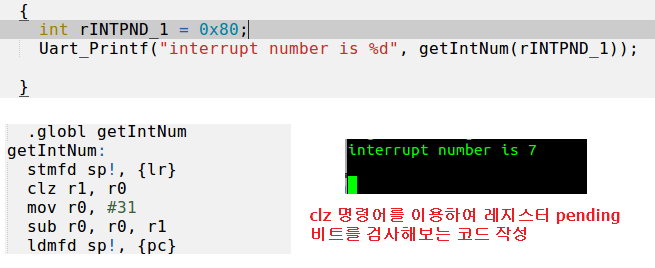 {
int rINTPND_1 = 0x80;
Uart_Printf("interrupt number is %d", getIntNum(rINTPND_1));
}
.globl getIntNum
getIntNum:
stmfd sp!, {lr}
clz r1, r0
mov r0, #31
sub r0, r0, r1
ldmfd sp!, {pc}
interrupt number is 7
clz 명령어를 이용하여 레지스터 pending
비트를 검사해보는 코드 작성